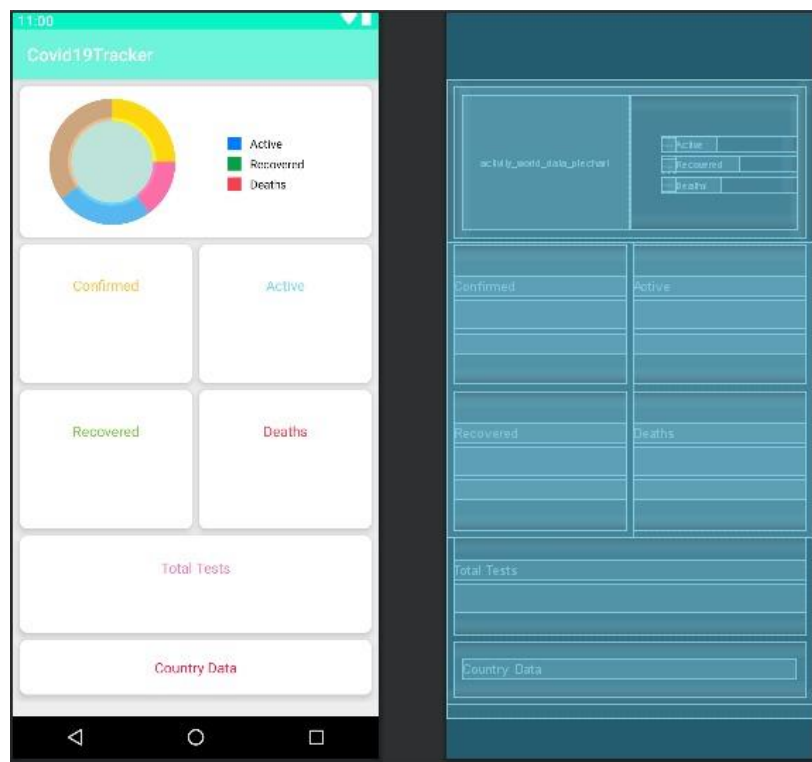 11:00
Covid19Tracker
Active
Recovered
Deaths
Confirmed
Active
Recovered
Deaths
Total Tests
Country Data
activity_world_data_piechart
Active
Recovered
Deaths
Confirmed
Active
Recovered
Deaths
Total Tests
Country Data